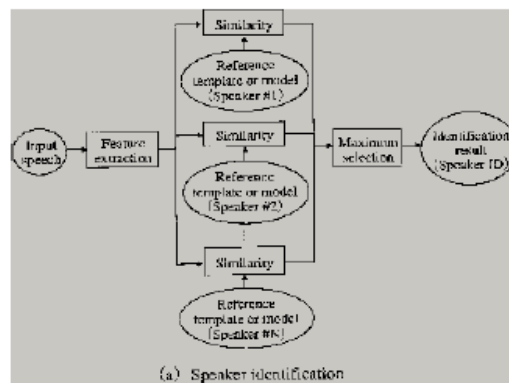 Similarity
Reference
template or model
(Speaker #1)
Input
speech
Feature
extraction
Similarity
Reference
template or model
(Speaker #2)
Maximum
selection
Identification
result
(Speaker ID)
Similarity
Reference
template or model
(Speaker #N)
(a) Speaker identification